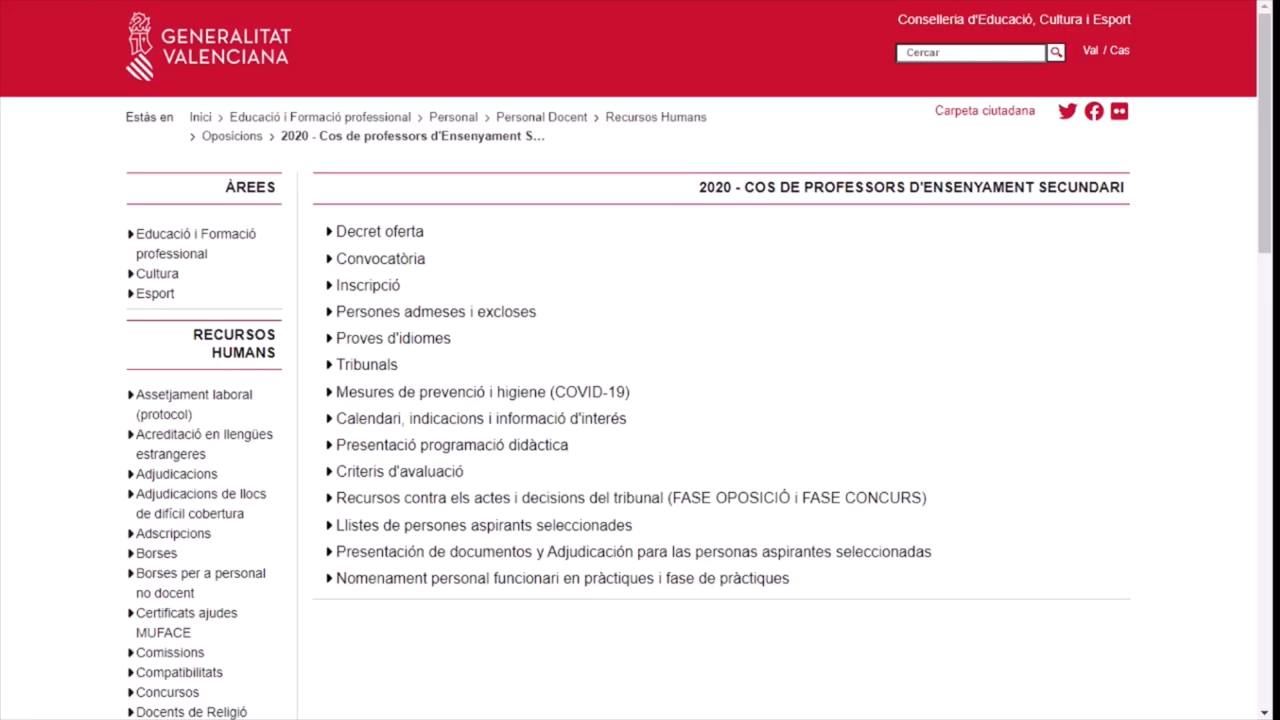 GENERALITAT
VALENCIANA
Conselleria d'Educació, Cultura i Esport
Cercar
Val / Cas
Estàs en Inici > Educació i Formació professional > Personal > Personal Docent > Recursos Humans
> Oposicions > 2020 - Cos de professors d'Ensenyament S...
Carpeta ciutadana
ÀREES
Educació i Formació
professional
Cultura
Esport
RECURSOS
HUMANS
Assetjament laboral
(protocol)
Acreditació en llengües
estrangeres
Adjudicacions
Adjudicacions de llocs
de difícil cobertura
Adscripcions
Borses
Borses per a personal
no docent
Certificats ajudes
MUFACE
Comissions
Compatibilitats
Concursos
Docents de Religió
2020 - COS DE PROFESSORS D'ENSENYAMENT SECUNDARI
Decret oferta
Convocatòria
Inscripció
Persones admeses i excloses
Proves d'idiomes
Tribunals
Mesures de prevenció i higiene (COVID-19)
Calendari, indicacions i informació d'interés
Presentació programació didàctica
Criteris d'avaluació
Recursos contra els actes i decisions del tribunal (FASE OPOSICIÓ i FASE CONCURS)
Llistes de persones aspirants seleccionades
Presentación de documentos y Adjudicación para las personas aspirantes seleccionadas
Nomenament personal funcionari en pràctiques i fase de pràctiques